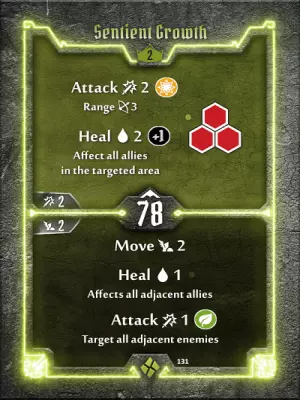 Sentient Growth
2
Attack 2
Range 3
Heal 2 +1
Affect all allies
in the targeted area
2
78
2
Move 2
Heal 1
Affects all adjacent allies
Attack 1
Target all adjacent enemies
131